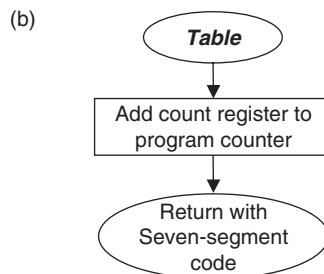 (b)
Table
Add count register to
program counter
Return with
Seven-segment
code